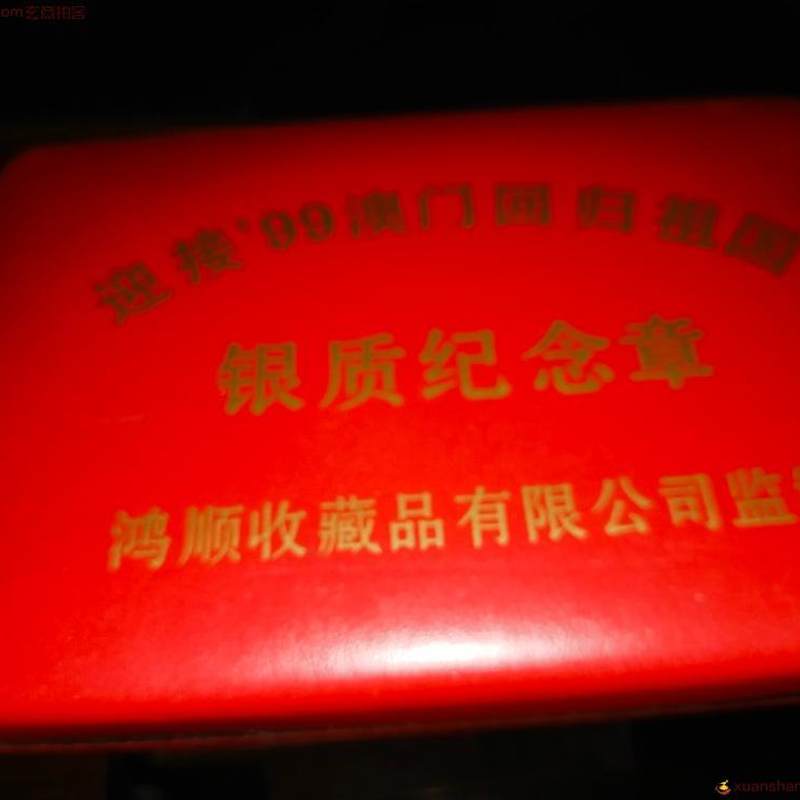 迎接'99澳门回归祖国
银质纪念章
鸿顺收藏品有限公司监
xuanshan